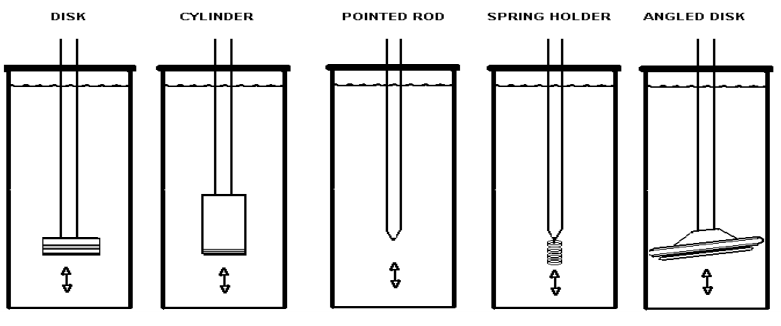 DISK
CYLINDER
POINTED ROD
SPRING HOLDER
ANGLED DISK